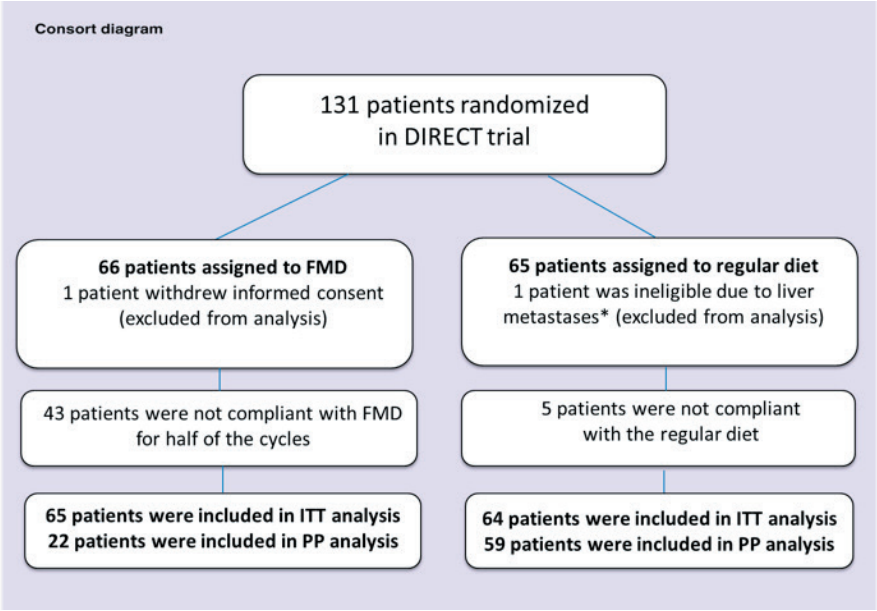 Consort diagram
131 patients randomized
in DIRECT trial
66 patients assigned to FMD
1 patient withdrew informed consent
(excluded from analysis)
65 patients assigned to regular diet
1 patient was ineligible due to liver
metastases* (excluded from analysis)
43 patients were not compliant with FMD
for half of the cycles
5 patients were not compliant
with the regular diet
65 patients were included in ITT analysis
22 patients were included in PP analysis
64 patients were included in ITT analysis
59 patients were included in PP analysis